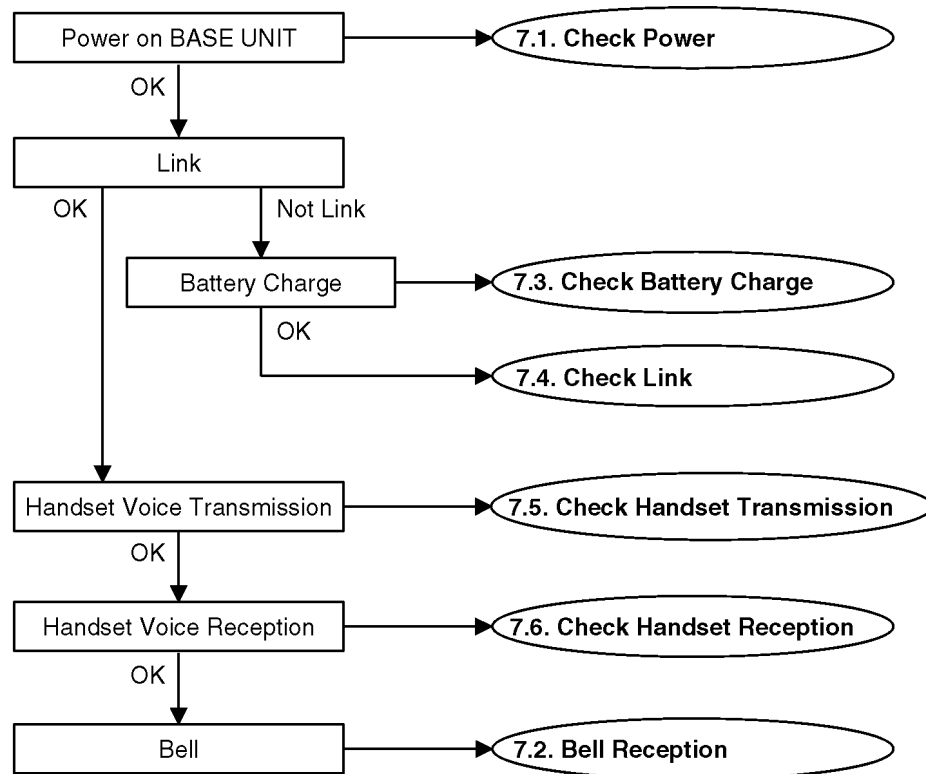 Power on BASE UNIT
7.1. Check Power
OK
Link
OK
Not Link
Battery Charge
7.3. Check Battery Charge
OK
7.4. Check Link
Handset Voice Transmission
7.5. Check Handset Transmission
OK
Handset Voice Reception
7.6. Check Handset Reception
OK
Bell
7.2. Bell Reception